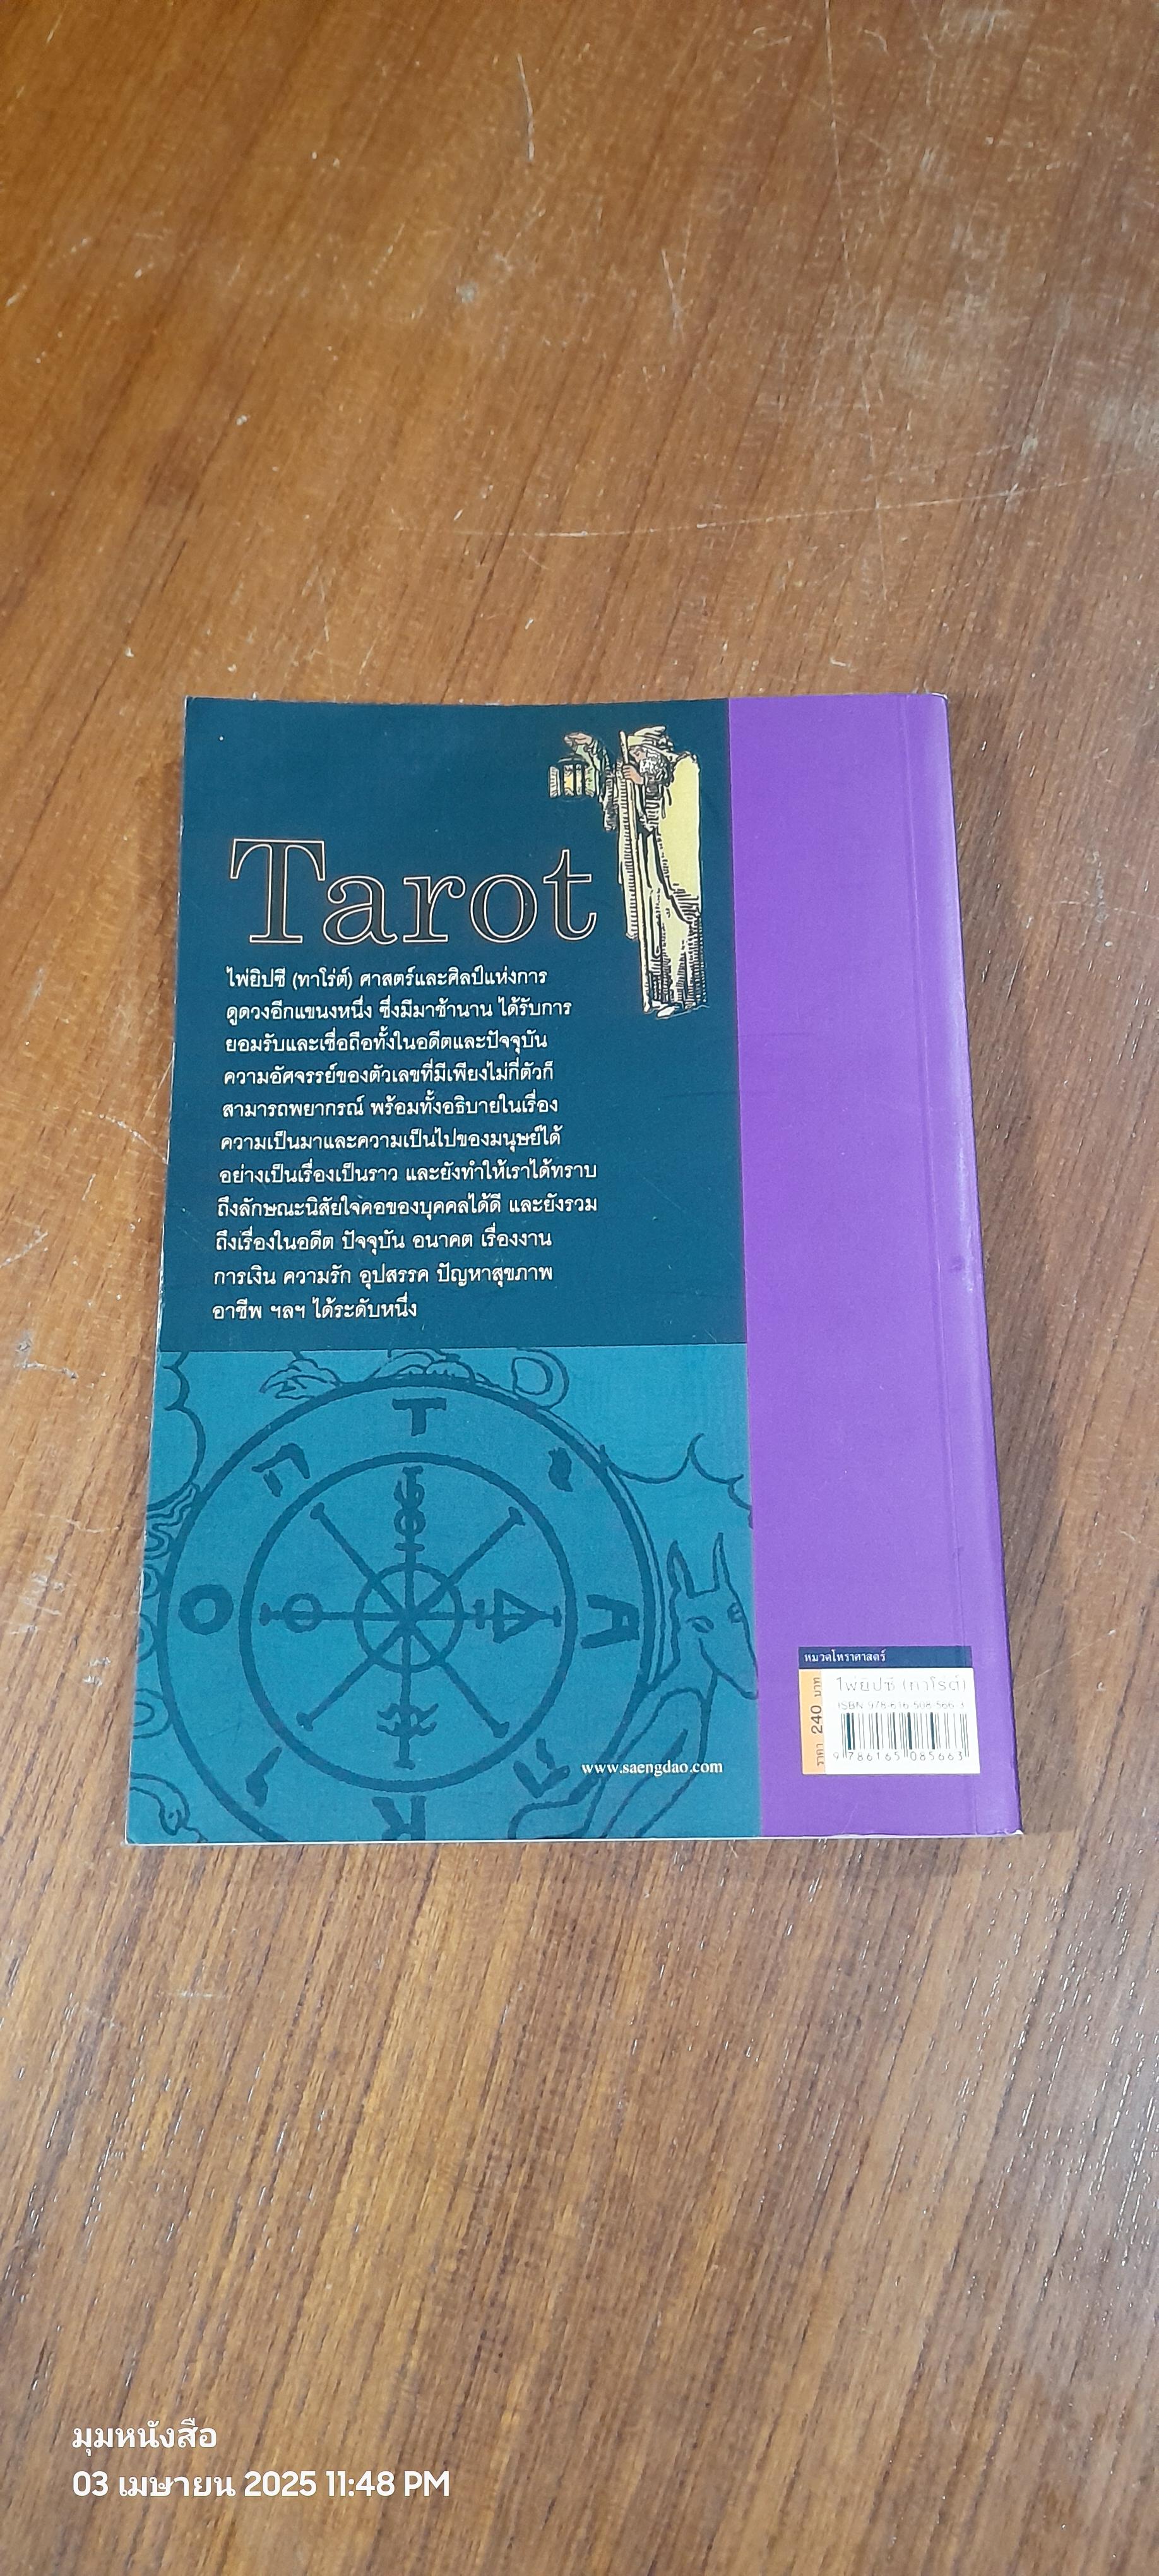 Tarot
ไพ่ยิปซี (ทาโร่ต์) ศาสตร์และศิลป์แห่งการ
ดูดวงอีกแขนงหนึ่ง ซึ่งมีมาช้านาน ได้รับการ
ยอมรับและเชื่อถือทั้งในอดีตและปัจจุบัน
ความอัศจรรย์ของตัวเลขที่มีเพียงไม่กี่ตัวก็
สามารถพยากรณ์ พร้อมทั้งอธิบายในเรื่อง
ความเป็นมาและความเป็นไปของมนุษย์ได้
อย่างเป็นเรื่องเป็นราว และยังทำให้เราได้ทราบ
ถึงลักษณะนิสัยใจคอของบุคคลได้ดี และยังรวม
ถึงเรื่องในอดีต ปัจจุบัน อนาคต เรื่องงาน
การเงิน ความรัก อุปสรรค ปัญหาสุขภาพ
อาชีพ ฯลฯ ได้ระดับหนึ่ง
T
A
R
O
www.saengdao.com
หมวดโหราศาสตร์
ไพ่ยิปซี (ทาโร่ต์)
ISBN 978-616-508-566-3
ราคา 240 บาท
9 786165 085663
มุมหนังสือ
03 เมษายน 2025 11:48 PM